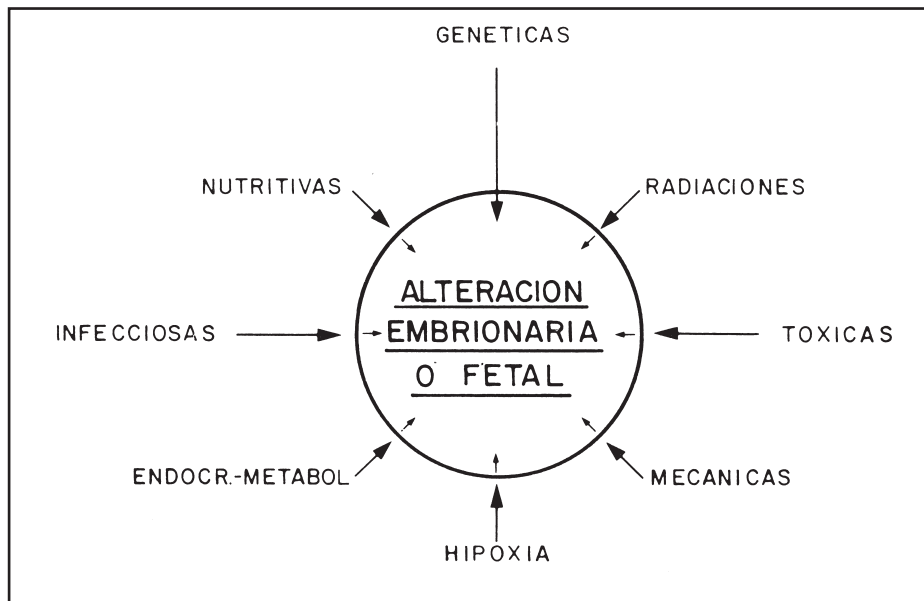 GENETICAS
NUTRITIVAS
RADIACIONES
ALTERACION
EMBRIONARIA
O FETAL
INFECCIOSAS
TOXICAS
ENDOCR.-METABOL
MECANICAS
HIPOXIA